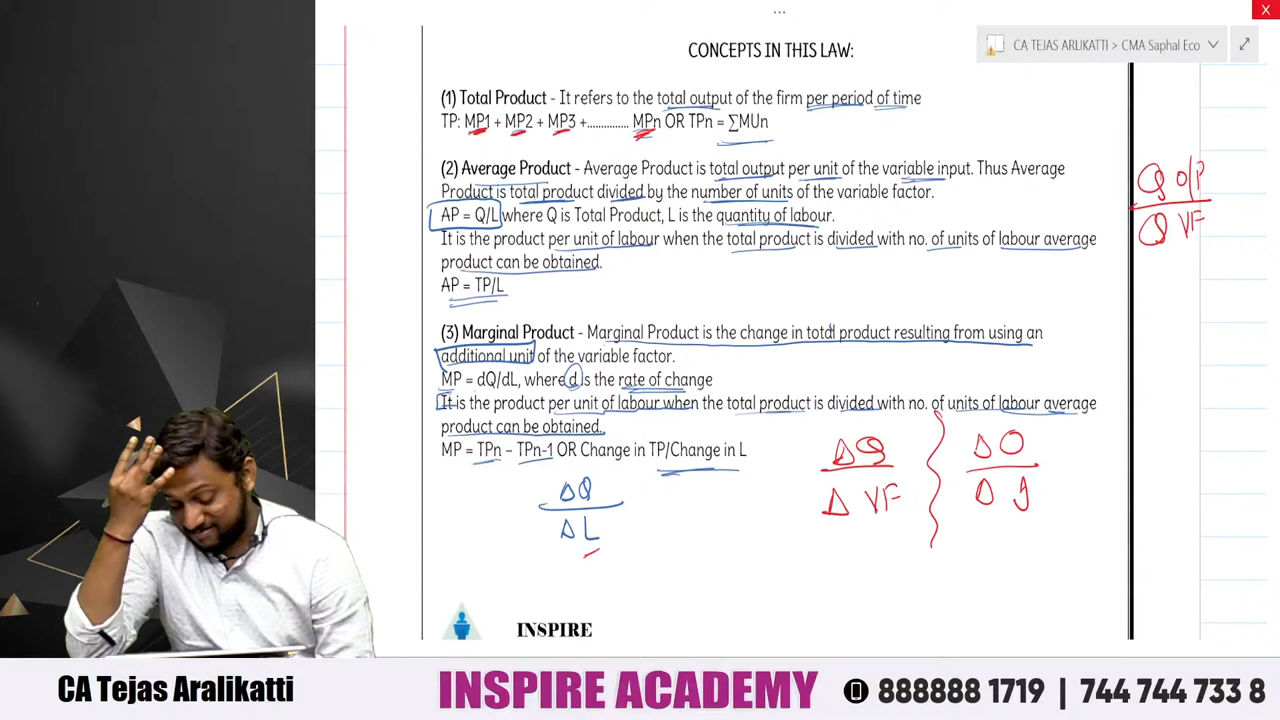 CONCEPTS IN THIS LAW:
CA TEJAS ARLIKATTI > CMA Saphal Eco
(1) Total Product - It refers to the total output of the firm per period of time
TP: MP1 + MP2 + MP3 +............... MPn OR TPn = ∑MUn
(2) Average Product - Average Product is total output per unit of the variable input. Thus Average
Product is total product divided by the number of units of the variable factor.
AP = Q/L where Q is Total Product, L is the quantity of labour.
It is the product per unit of labour when the total product is divided with no. of units of labour average
product can be obtained.
AP = TP/L
Q O/P
Q VF
(3) Marginal Product - Marginal Product is the change in total product resulting from using an
additional unit of the variable factor.
MP = dQ/dL, where d is the rate of change
It is the product per unit of labour when the total product is divided with no. of units of labour average
product can be obtained..
MP = TPn – TPn-1 OR Change in TP/Change in L
Δ Q
Δ L
Δ Q
Δ VF
Δ O
Δ I
INSPIRE
CA Tejas Aralikatti
INSPIRE ACADEMY
888888 1719 | 744 744 733 8